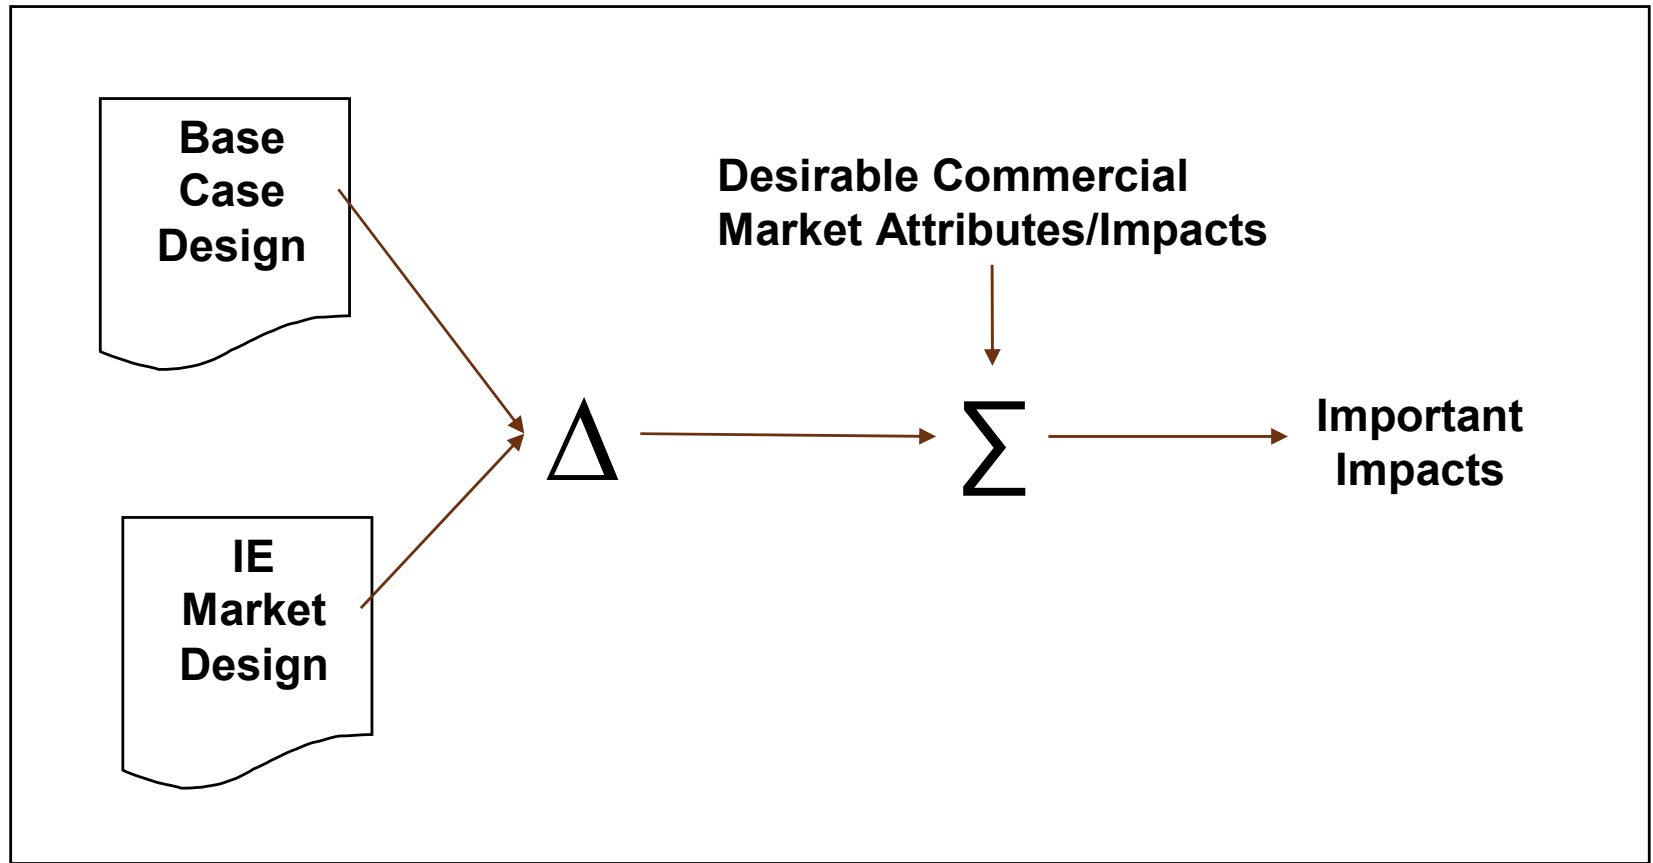 Base
Case
Design
Desirable Commercial
Market Attributes/Impacts
Δ
∑
Important
Impacts
IE
Market
Design